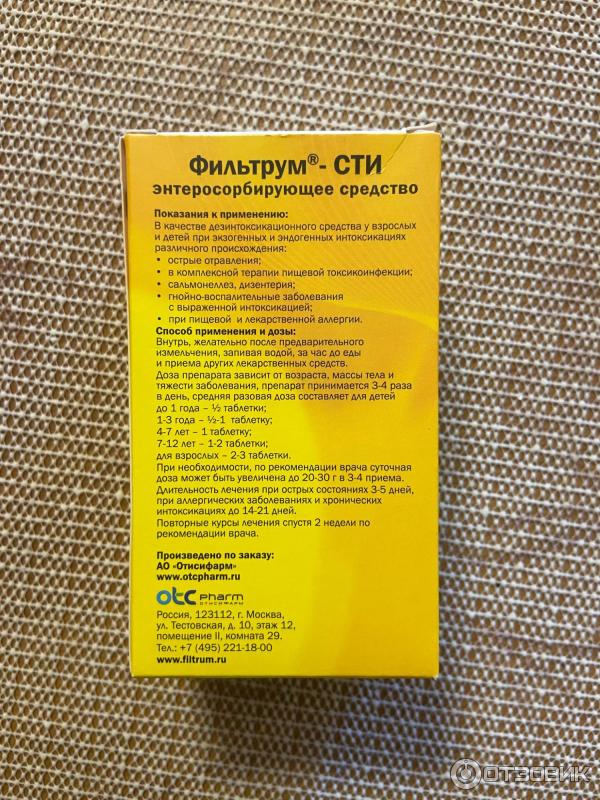 Фильтрум®- СТИ
энтеросорбирующее средство
Показания к применению:
В качестве дезинтоксикационного средства у взрослых
и детей при экзогенных и эндогенных интоксикациях
различного происхождения:
• острые отравления;
• в комплексной терапии пищевой токсикоинфекции;
• сальмонеллез, дизентерия;
• гнойно-воспалительные заболевания
с выраженной интоксикацией;
• при пищевой и лекарственной аллергии.
Способ применения и дозы:
Внутрь, желательно после предварительного
измельчения, запивая водой, за час до еды
и приема других лекарственных средств.
Доза препарата зависит от возраста, массы тела и
тяжести заболевания, препарат принимается 3-4 раза
в день, средняя разовая доза составляет для детей
до 1 года – ½ таблетки;
1-3 года – ½-1 таблетку;
4-7 лет – 1 таблетку;
7-12 лет – 1-2 таблетки;
для взрослых – 2-3 таблетки.
При необходимости, по рекомендации врача суточная
доза может быть увеличена до 20-30 г в 3-4 приема.
Длительность лечения при острых состояниях 3-5 дней,
при аллергических заболеваниях и хронических
интоксикациях до 14-21 дней.
Повторные курсы лечения спустя 2 недели по
рекомендации врача.
Произведено по заказу:
АО «Отисифарм»
www.otcpharm.ru
otc pharm
ОТИСИФАРМ
Россия, 123112, г. Москва,
ул. Тестовская, д. 10, этаж 12,
помещение II, комната 29.
Тел.: +7 (495) 221-18-00
www.filtrum.ru
ОТЗОВИК